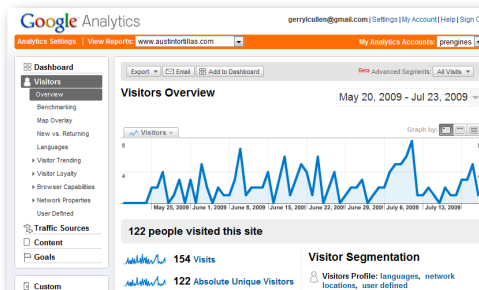 Google Analytics
gerrylcullen@gmail.com | Settings | My Account | Help | Sign O
Analytics Settings | View Reports: www.austintortillas.com
My Analytics Accounts: prengines
Dashboard
Visitors
Overview
Benchmarking
Map Overlay
New vs. Returning
Languages
Visitor Trending
Visitor Loyalty
Browser Capabilities
Network Properties
User Defined
Traffic Sources
Content
Goals
Custom
Export
Email
Add to Dashboard
Beta Advanced Segments: All Visits
Visitors Overview
May 20, 2009 - Jul 23, 2009
Visitors
Graph by:
8
4
May 25, 2009 June 1, 2009 June 8, 2009 June 15, 2009 June 22, 2009 June 29, 2009 July 6, 2009 July 13, 2009
122 people visited this site
154 Visits
122 Absolute Unique Visitors
Visitor Segmentation
Visitors Profile: languages, network
locations, user defined